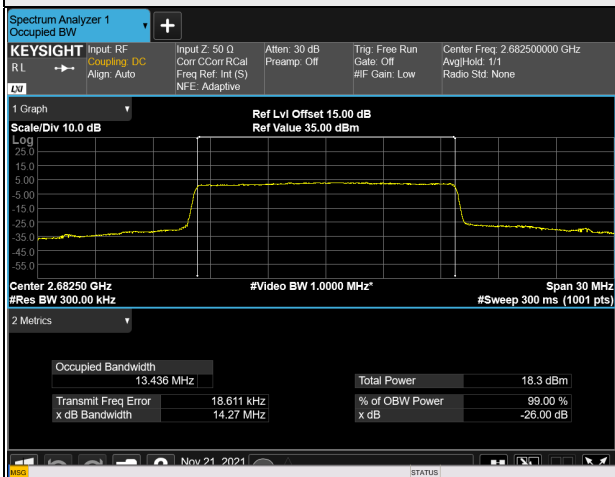 Spectrum Analyzer 1
Occupied BW
+
KEYSIGHT Input: RF Input Z: 50 Ω Atten: 30 dB Trig: Free Run Center Freq: 2.682500000 GHz
RL Coupling: DC Corr CCorr RCal Preamp: Off Gate: Off Avg|Hold: 1/1
Align: Auto Freq Ref: Int (S) #IF Gain: Low Radio Std: None
LXI NFE: Adaptive
1 Graph
Ref Lvl Offset 15.00 dB
Scale/Div 10.0 dB Ref Value 35.00 dBm
Log
25.0
15.0
5.00
-5.00
-15.0
-25.0
-35.0
-45.0
-55.0
Center 2.68250 GHz #Video BW 1.0000 MHz* Span 30 MHz
#Res BW 300.00 kHz #Sweep 300 ms (1001 pts)
2 Metrics
Occupied Bandwidth
13.436 MHz Total Power 18.3 dBm
Transmit Freq Error 18.611 kHz % of OBW Power 99.00 %
x dB Bandwidth 14.27 MHz x dB -26.00 dB
Nov 21, 2021
MSG STATUS